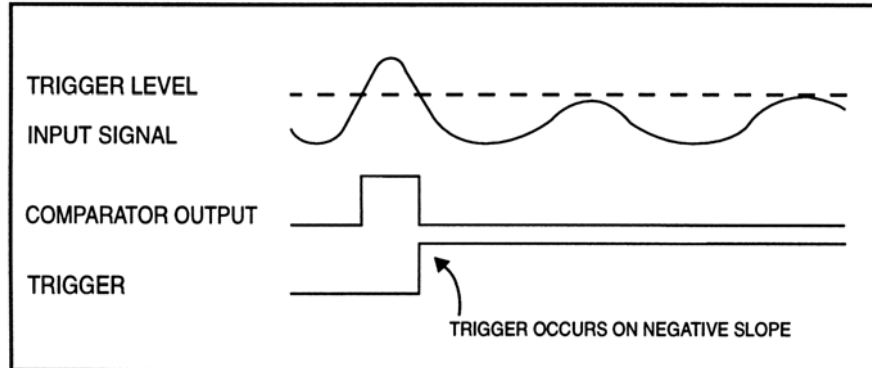 TRIGGER LEVEL
INPUT SIGNAL
COMPARATOR OUTPUT
TRIGGER
TRIGGER OCCURS ON NEGATIVE SLOPE